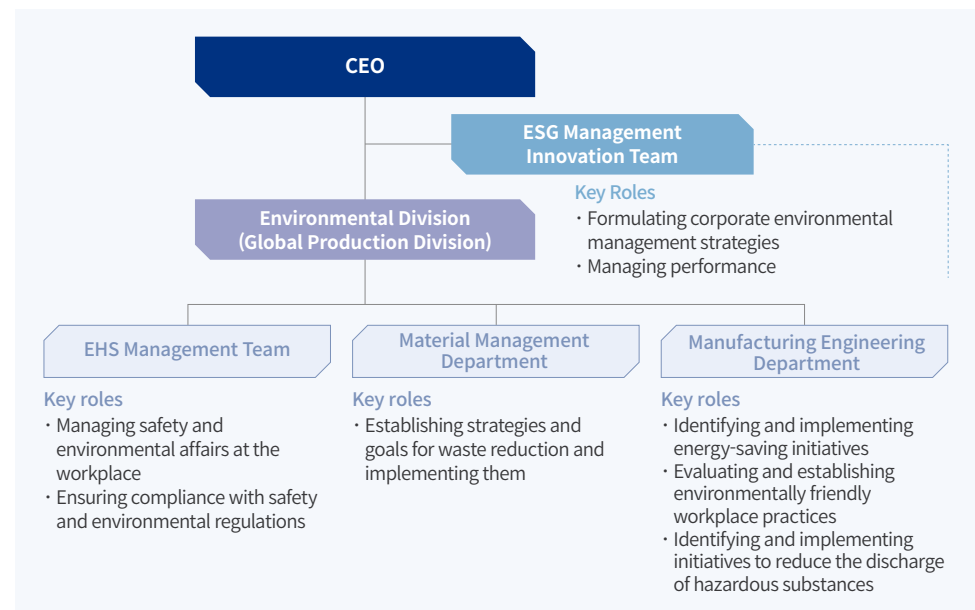 CEO
ESG Management
Innovation Team
Key Roles
· Formulating corporate environmental
management strategies
· Managing performance
Environmental Division
(Global Production Division)
EHS Management Team
Key roles
· Managing safety and
environmental affairs at the
workplace
· Ensuring compliance with safety
and environmental regulations
Material Management
Department
Key roles
· Establishing strategies and
goals for waste reduction and
implementing them
Manufacturing Engineering
Department
Key roles
· Identifying and implementing
energy-saving initiatives
· Evaluating and establishing
environmentally friendly
workplace practices
· Identifying and implementing
initiatives to reduce the discharge
of hazardous substances